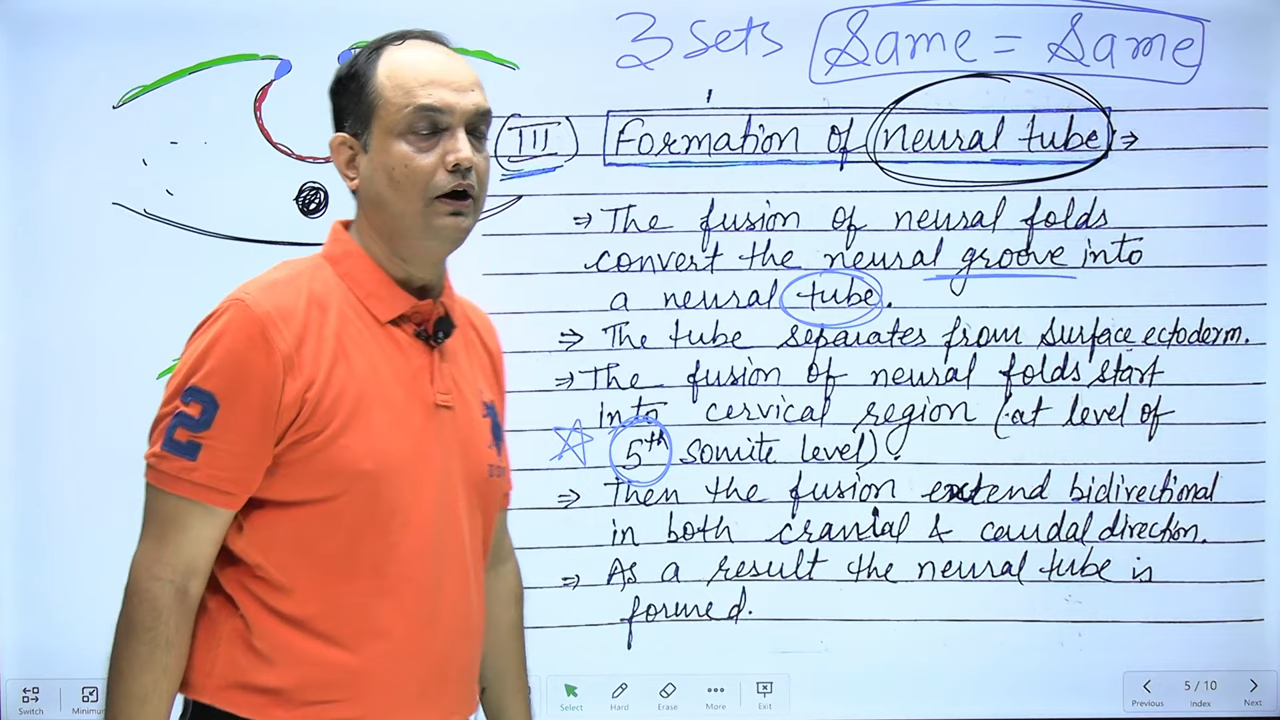 3 sets Same = Same
III Formation of neural tube ⇒
⇒ The fusion of neural folds
convert the neural groove into
a neural tube.
⇒ The tube separates from surface ectoderm.
⇒ The fusion of neural folds start
into cervical region (at level of
5th somite level).
⇒ Then the fusion extend bidirectional
in both cranial & caudal direction.
⇒ As a result the neural tube is
formed.
2
Switch
Select Hard Erase More Exit
Previous 5 / 10 Index Next